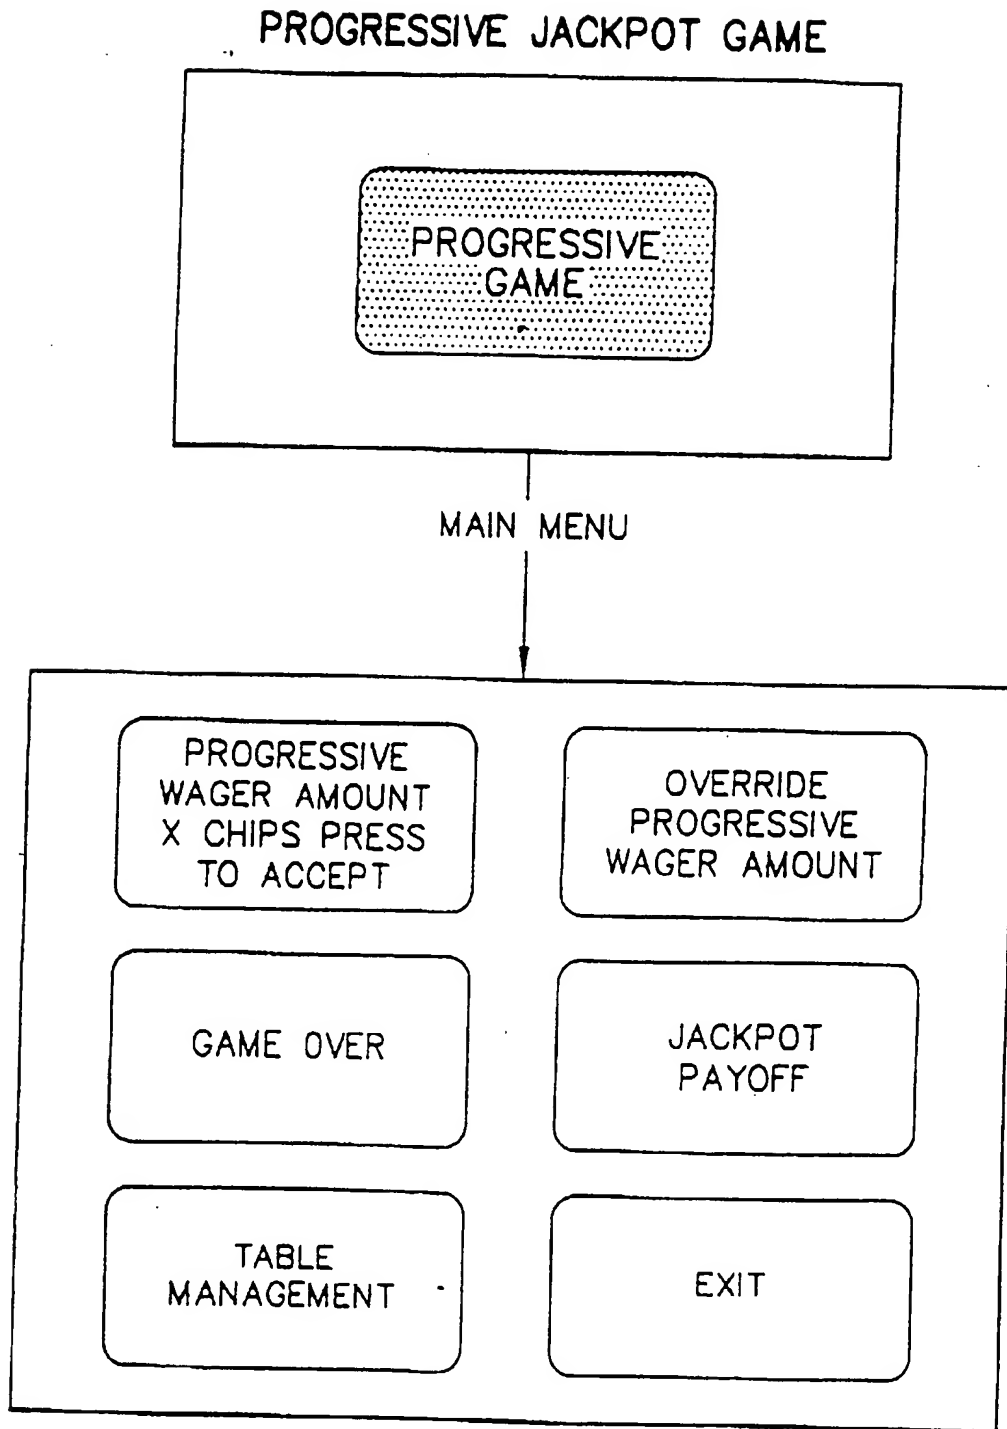 PROGRESSIVE JACKPOT GAME
PROGRESSIVE
GAME
MAIN MENU
PROGRESSIVE
WAGER AMOUNT
X CHIPS PRESS
TO ACCEPT
OVERRIDE
PROGRESSIVE
WAGER AMOUNT
GAME OVER
JACKPOT
PAYOFF
TABLE
MANAGEMENT
EXIT